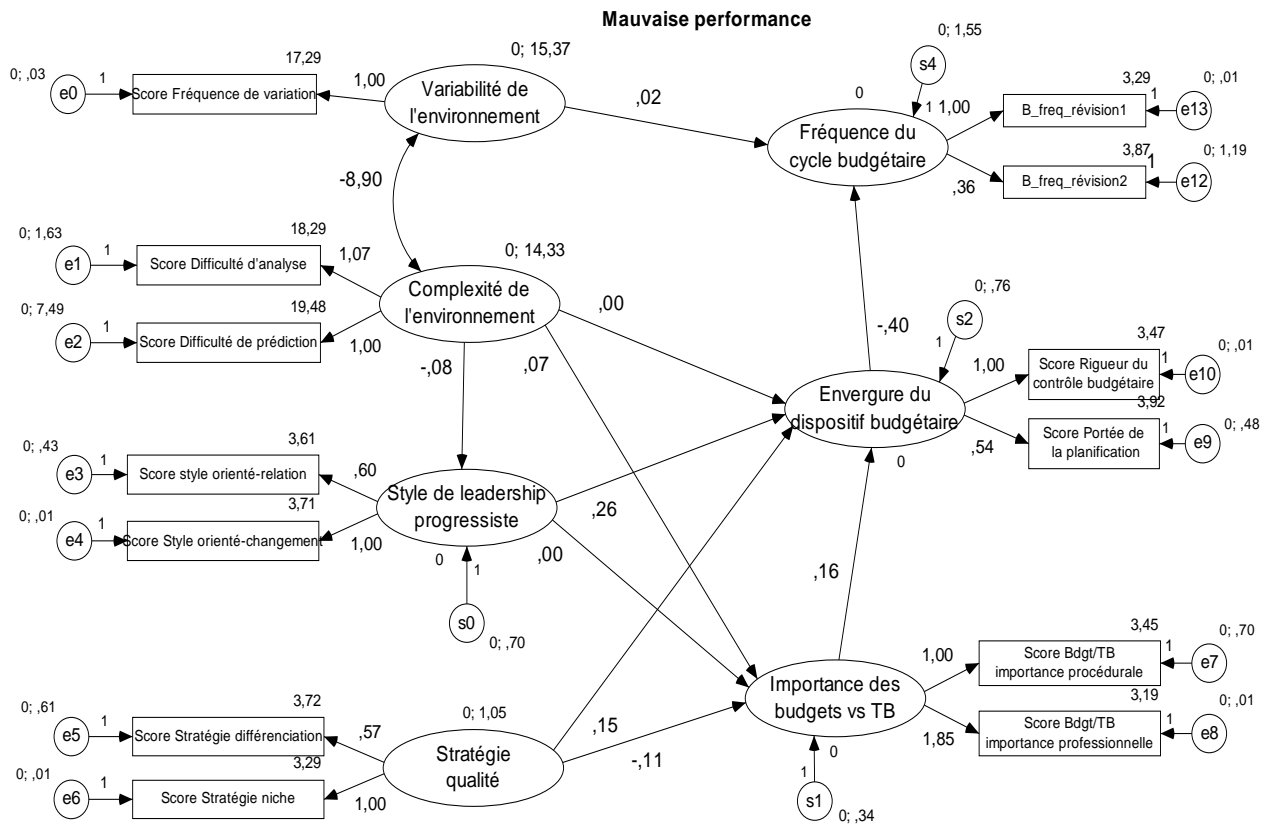 Mauvaise performance
0; 15,37
0; 1,55
17,29
0; ,03
1
e0
Score Fréquence de variation
1,00
Variabilité de
l'environnement
,02
s4
0
1
1,00
3,29
0; ,01
B_freq_révision1
1
e13
Fréquence du
cycle budgétaire
3,87
0; 1,19
,36
B_freq_révision2
1
e12
-8,90
18,29
0; 1,63
1
e1
Score Difficulté d'analyse
1,07
0; 14,33
Complexité de
l'environnement
,00
0; 7,49
19,48
1
e2
Score Difficulté de prédiction
1,00
-,08
,07
-,40
0; ,76
s2
1
3,47
0; ,01
1,00
Score Rigueur du
contrôle budgétaire
1
e10
Envergure du
dispositif budgétaire
3,92
0; ,48
,54
Score Portée de
la planification
1
e9
0
3,61
0; ,43
1
e3
Score style orienté-relation
,60
3,71
0; ,01
1
e4
Score Style orienté-changement
1,00
Style de leadership
progressiste
,26
,00
0
1
s0
0; ,70
,16
3,45
0; ,70
1,00
Score Bdgt/TB
importance procédurale
1
e7
Importance des
budgets vs TB
3,19
0; ,01
1,85
Score Bdgt/TB
importance professionnelle
1
e8
0
1
s1
0; ,34
3,72
0; ,61
1
e5
Score Stratégie différenciation
,57
0; 1,05
Stratégie
qualité
,15
-,11
3,29
0; ,01
1
e6
Score Stratégie niche
1,00